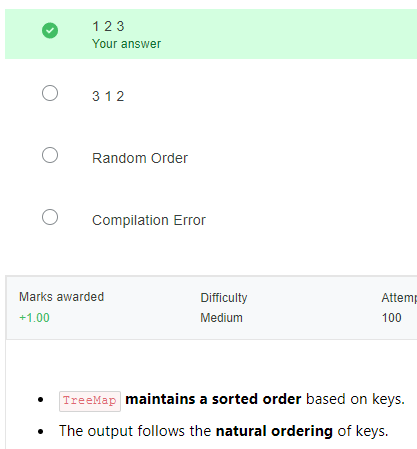 1 2 3
Your answer
3 1 2
Random Order
Compilation Error
Marks awarded Difficulty
+1.00 Medium 100
TreeMap maintains a sorted order based on keys.
The output follows the natural ordering of keys.